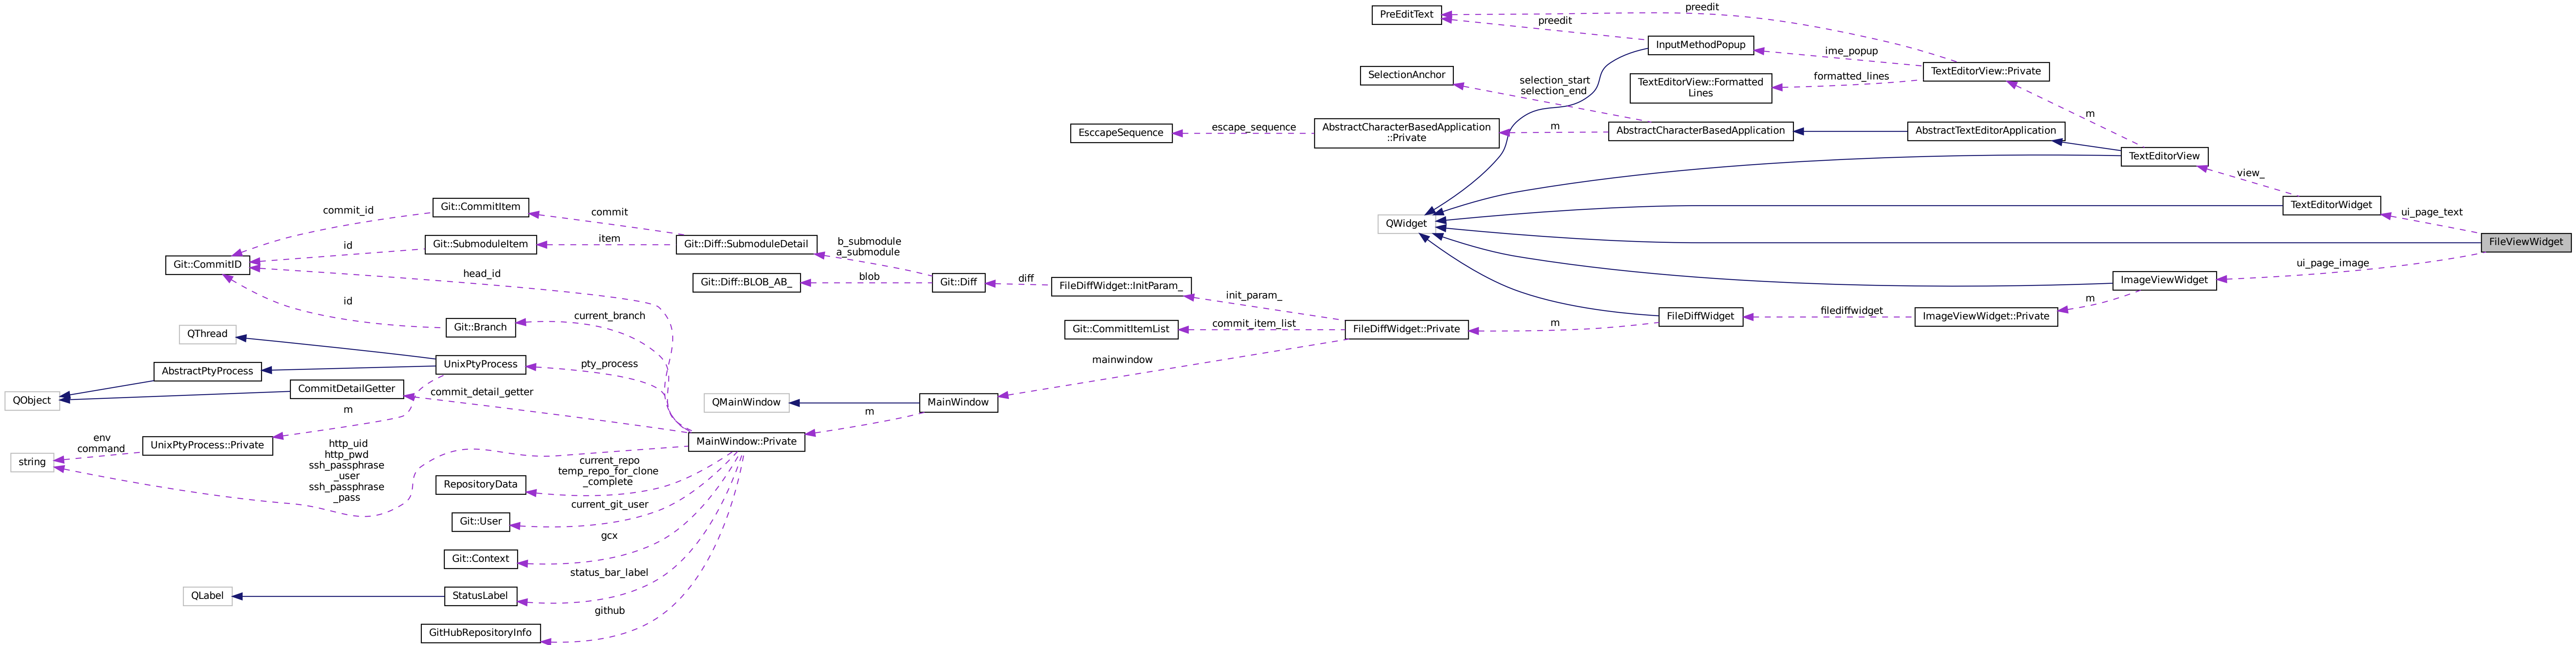 preedit
PreEditText
preedit
InputMethodPopup
ime_popup
TextEditorView::Private
SelectionAnchor
selection_start
selection_end
TextEditorView::Formatted
Lines
formatted_lines
m
EsccapeSequence
escape_sequence
AbstractCharacterBasedApplication
::Private
m
AbstractCharacterBasedApplication
AbstractTextEditorApplication
TextEditorView
view_
TextEditorWidget
ui_page_text
QWidget
FileViewWidget
ui_page_image
ImageViewWidget
m
ImageViewWidget::Private
filediffwidget
FileDiffWidget
m
FileDiffWidget::Private
commit_id
Git::CommitItem
commit
id
Git::SubmoduleItem
item
Git::Diff::SubmoduleDetail
b_submodule
a_submodule
Git::CommitID
head_id
Git::Diff::BLOB_AB_
blob
Git::Diff
diff
FileDiffWidget::InitParam_
init_param_
id
Git::Branch
current_branch
Git::CommitItemList
commit_item_list
QThread
UnixPtyProcess
pty_process
mainwindow
AbstractPtyProcess
QObject
CommitDetailGetter
commit_detail_getter
QMainWindow
MainWindow
m
m
env
command
UnixPtyProcess::Private
MainWindow::Private
string
http_uid
http_pwd
ssh_passphrase
_user
ssh_passphrase
_pass
RepositoryData
current_repo
temp_repo_for_clone
_complete
Git::User
current_git_user
Git::Context
gcx
QLabel
StatusLabel
status_bar_label
GitHubRepositoryInfo
github